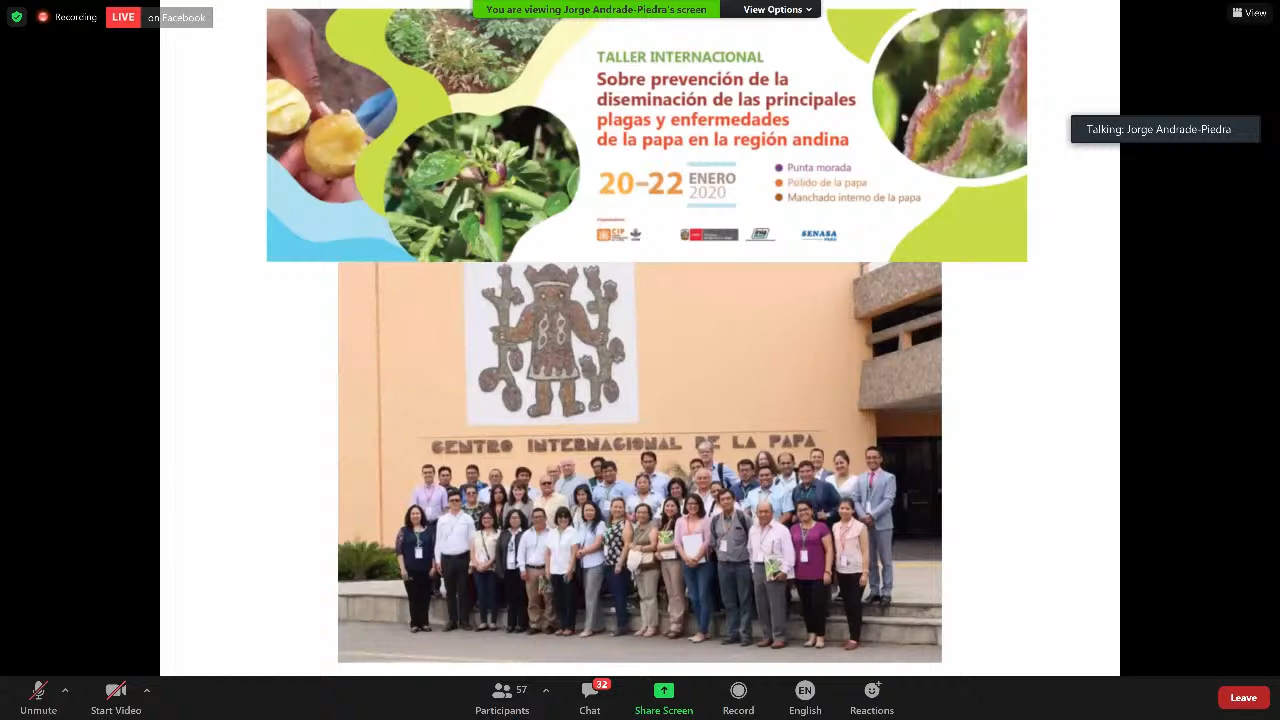 Recording
LIVE
on Facebook
You are viewing Jorge Andrade-Piedra's screen
View Options
View
TALLER INTERNACIONAL
Sobre prevención de la
diseminación de las principales
plagas y enfermedades
de la papa en la región andina
20-22 ENERO 2020
Punta morada
Psílido de la papa
Manchado interno de la papa
CIP
SENASA
PERÚ
Talking: Jorge Andrade-Piedra
CENTRO INTERNACIONAL DE LA PAPA
Unmute
Start Video
57
Participants
32
Chat
Share Screen
Record
EN
English
Reactions
Leave